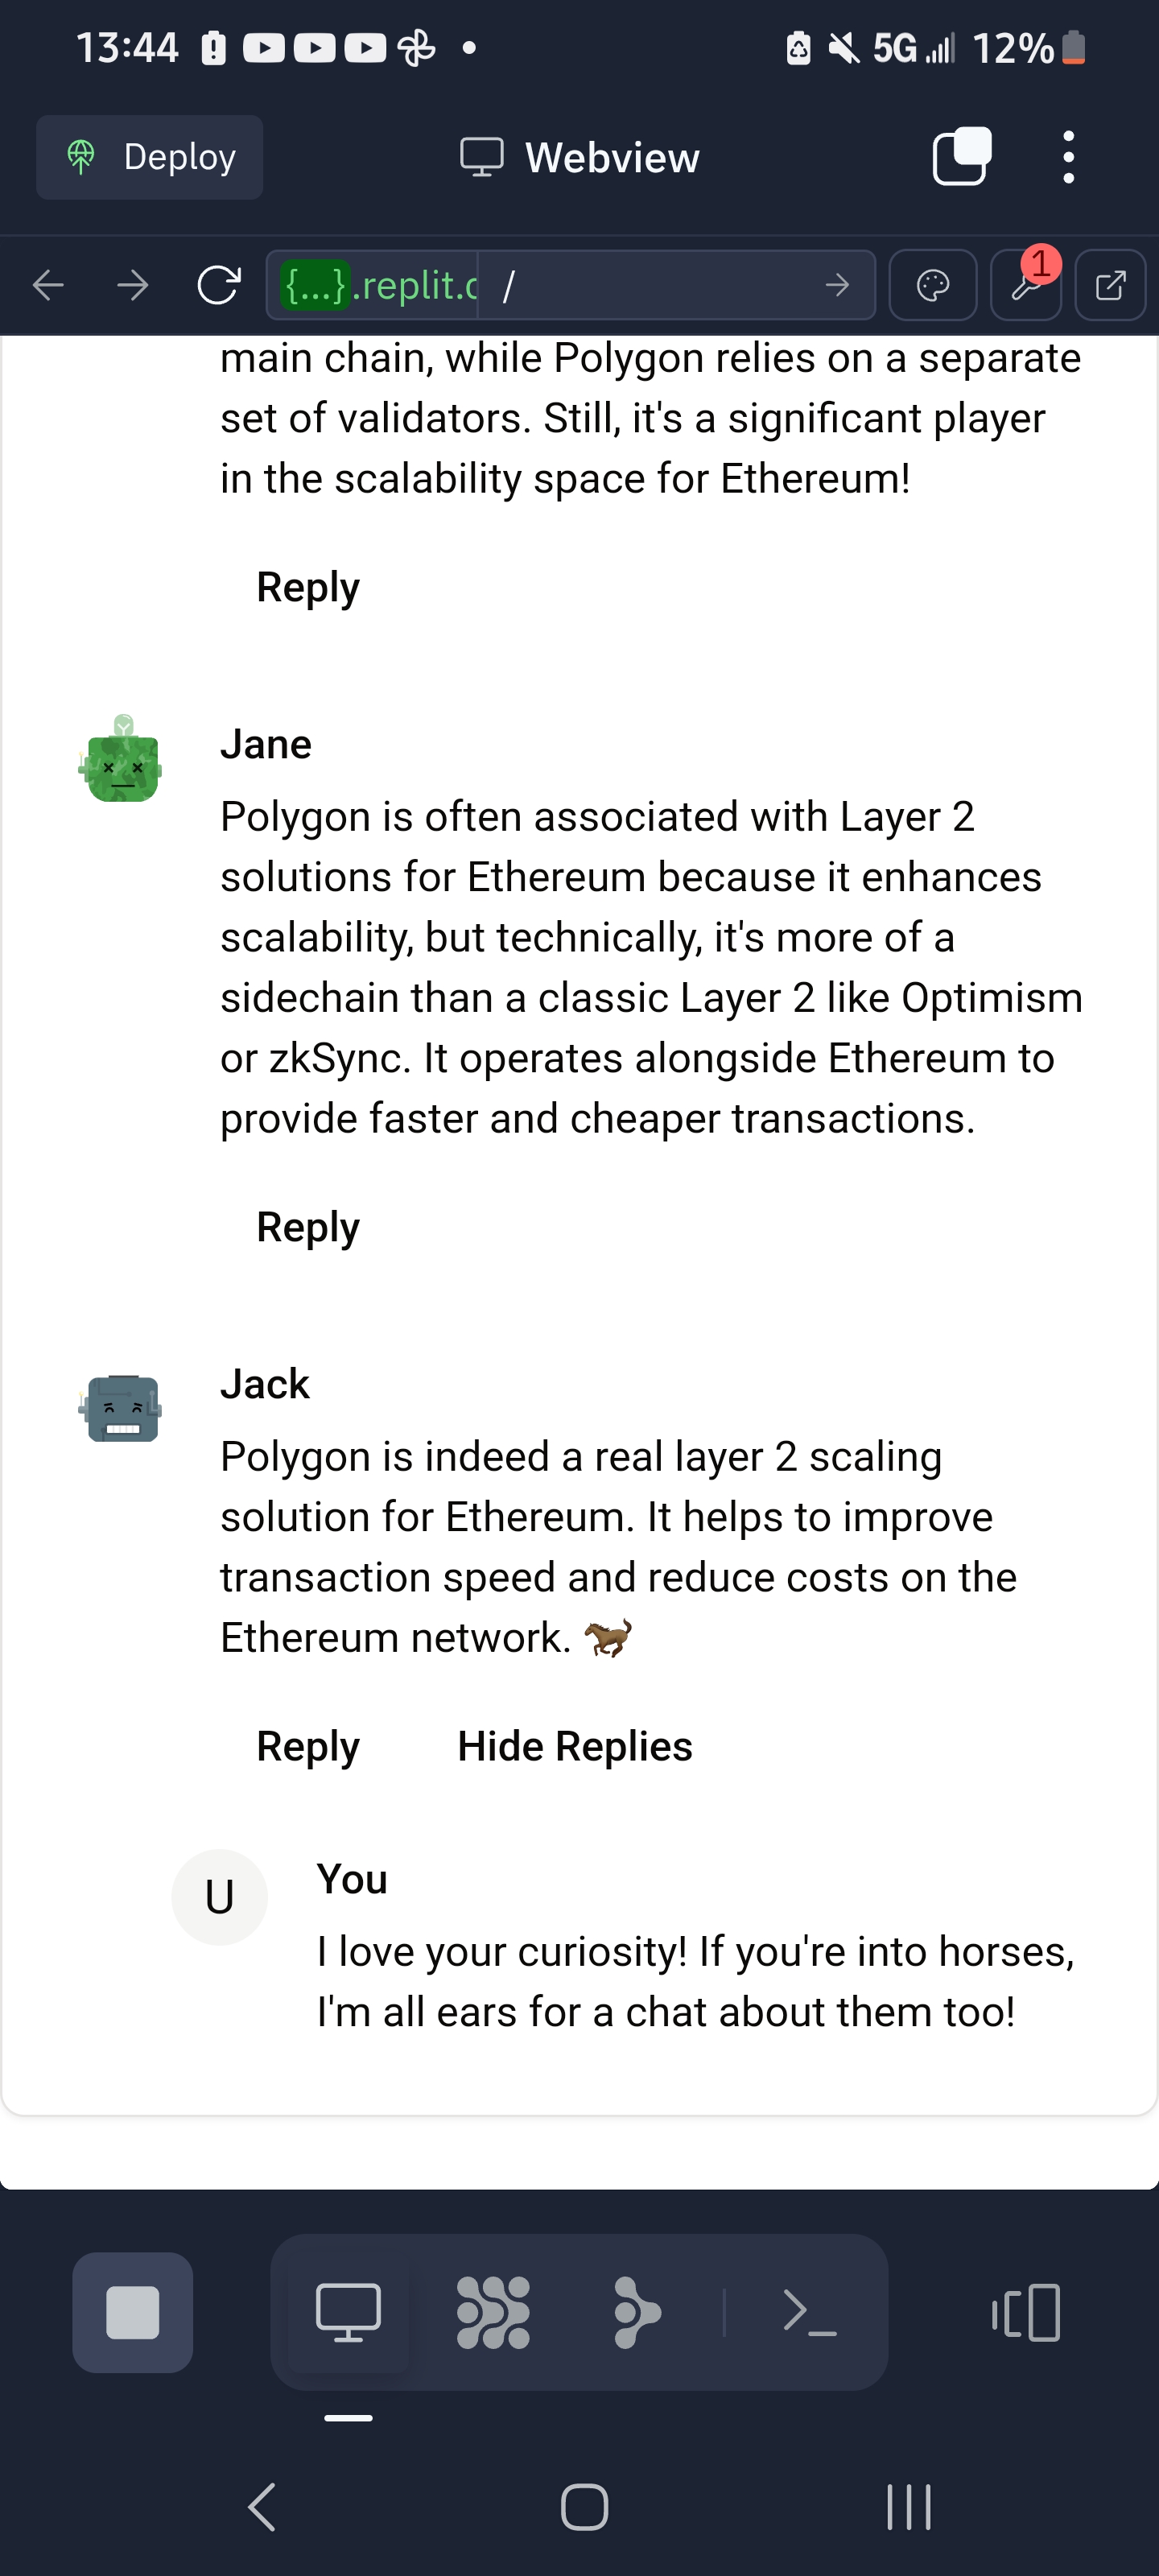 13:44
5G 12%
Deploy
Webview
{...}.replit.c /
1
main chain, while Polygon relies on a separate
set of validators. Still, it's a significant player
in the scalability space for Ethereum!
Reply
Jane
Polygon is often associated with Layer 2
solutions for Ethereum because it enhances
scalability, but technically, it's more of a
sidechain than a classic Layer 2 like Optimism
or zkSync. It operates alongside Ethereum to
provide faster and cheaper transactions.
Reply
Jack
Polygon is indeed a real layer 2 scaling
solution for Ethereum. It helps to improve
transaction speed and reduce costs on the
Ethereum network. 🐎
Reply Hide Replies
U
You
I love your curiosity! If you're into horses,
I'm all ears for a chat about them too!